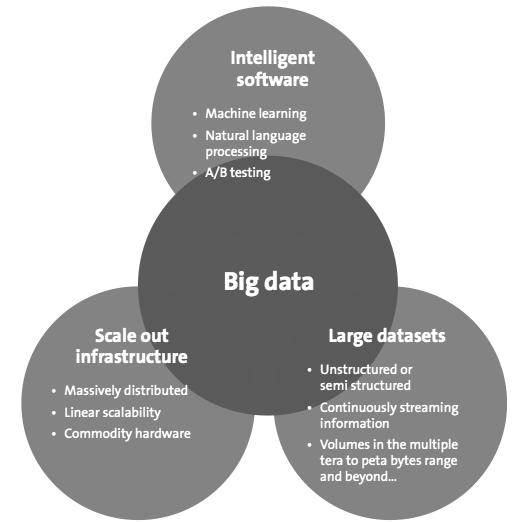 Intelligent
software
• Machine learning
• Natural language
processing
• A/B testing
Big data
Scale out
infrastructure
• Massively distributed
• Linear scalability
• Commodity hardware
Large datasets
• Unstructured or
semi structured
• Continuously streaming
information
• Volumes in the multiple
tera to peta bytes range
and beyond...